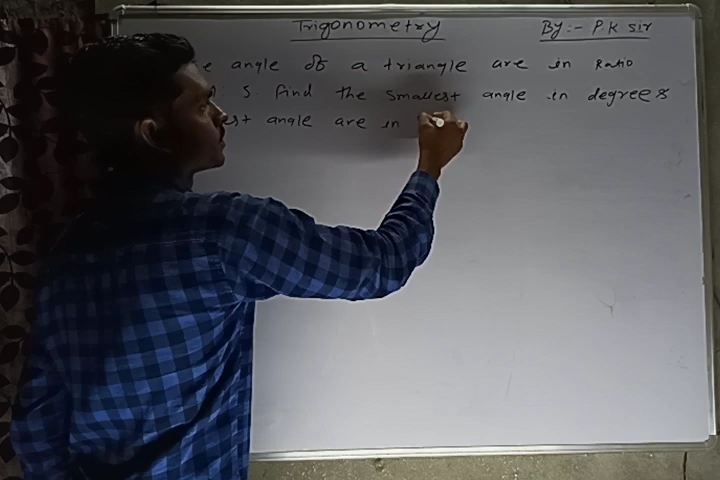 Trigonometry
By:- P.K sir
e angle of a triangle are in Ratio
5. find the smallest angle in degree &
est angle are in